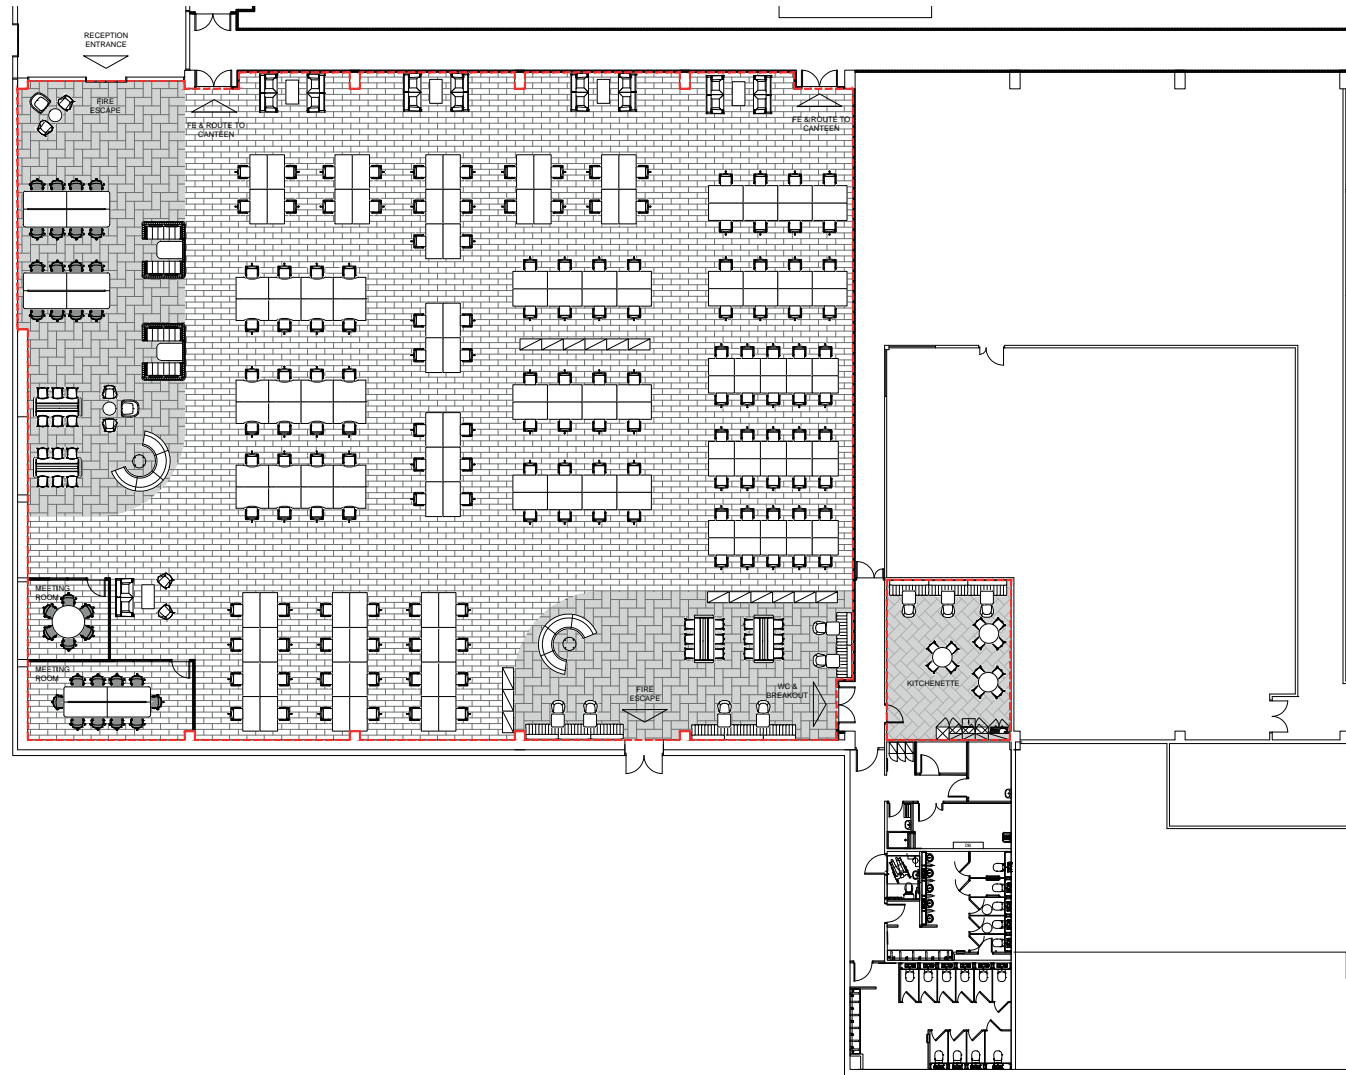 RECEPTION
ENTRANCE
FIRE
ESCAPE
FE & ROUTE TO
CANTEEN
FE & ROUTE TO
CANTEEN
MEETING
ROOM
MEETING
ROOM
FIRE
ESCAPE
WC &
BREAKOUT
KITCHENETTE
DB